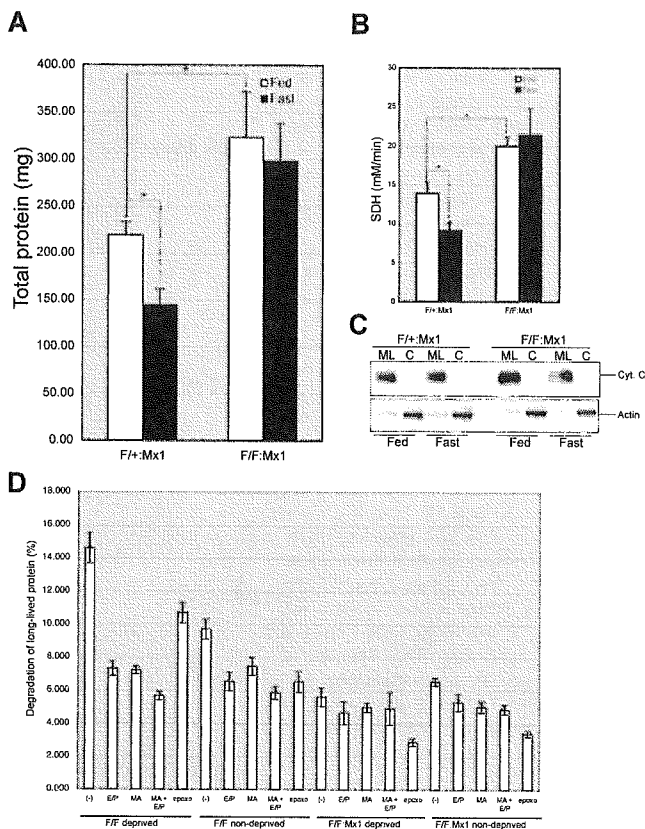 A
400.00
350.00
300.00
250.00
200.00
150.00
100.00
50.00
0.00
Total protein (mg)
Fed
Fast
*
*
F/+:Mx1
F/F:Mx1
B
30
25
20
15
10
5
0
SDH (mM/min)
F/+:Mx1
F/F:Mx1
C
F/+:Mx1 F/F:Mx1
ML C ML C ML C ML C
Cyt. C
Actin
Fed Fast Fed Fast
D
18.000
16.000
14.000
12.000
10.000
8.000
6.000
4.000
2.000
0.000
Degradation of long-lived protein (%)
(-) E/P MA MA + E/P epoxo (-) E/P MA MA + E/P epoxo (-) E/P MA MA + E/P epoxo (-) E/P MA MA + E/P epoxo
F/F deprived F/F non-deprived F/F:Mx1 deprived F/F:Mx1 non-deprived